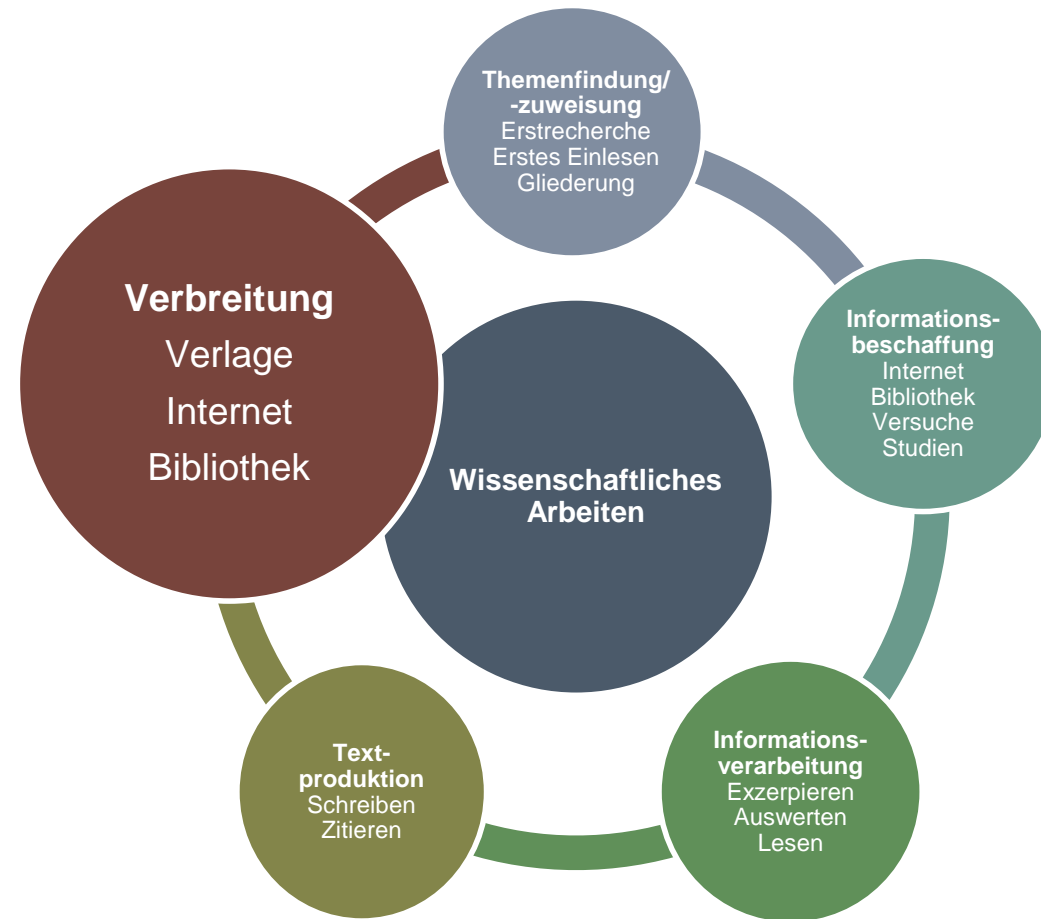 Themenfindung/
-zuweisung
Erstrecherche
Erstes Einlesen
Gliederung
Informations-
beschaffung
Internet
Bibliothek
Versuche
Studien
Informations-
verarbeitung
Exzerpieren
Auswerten
Lesen
Text-
produktion
Schreiben
Zitieren
Verbreitung
Verlage
Internet
Bibliothek
Wissenschaftliches
Arbeiten